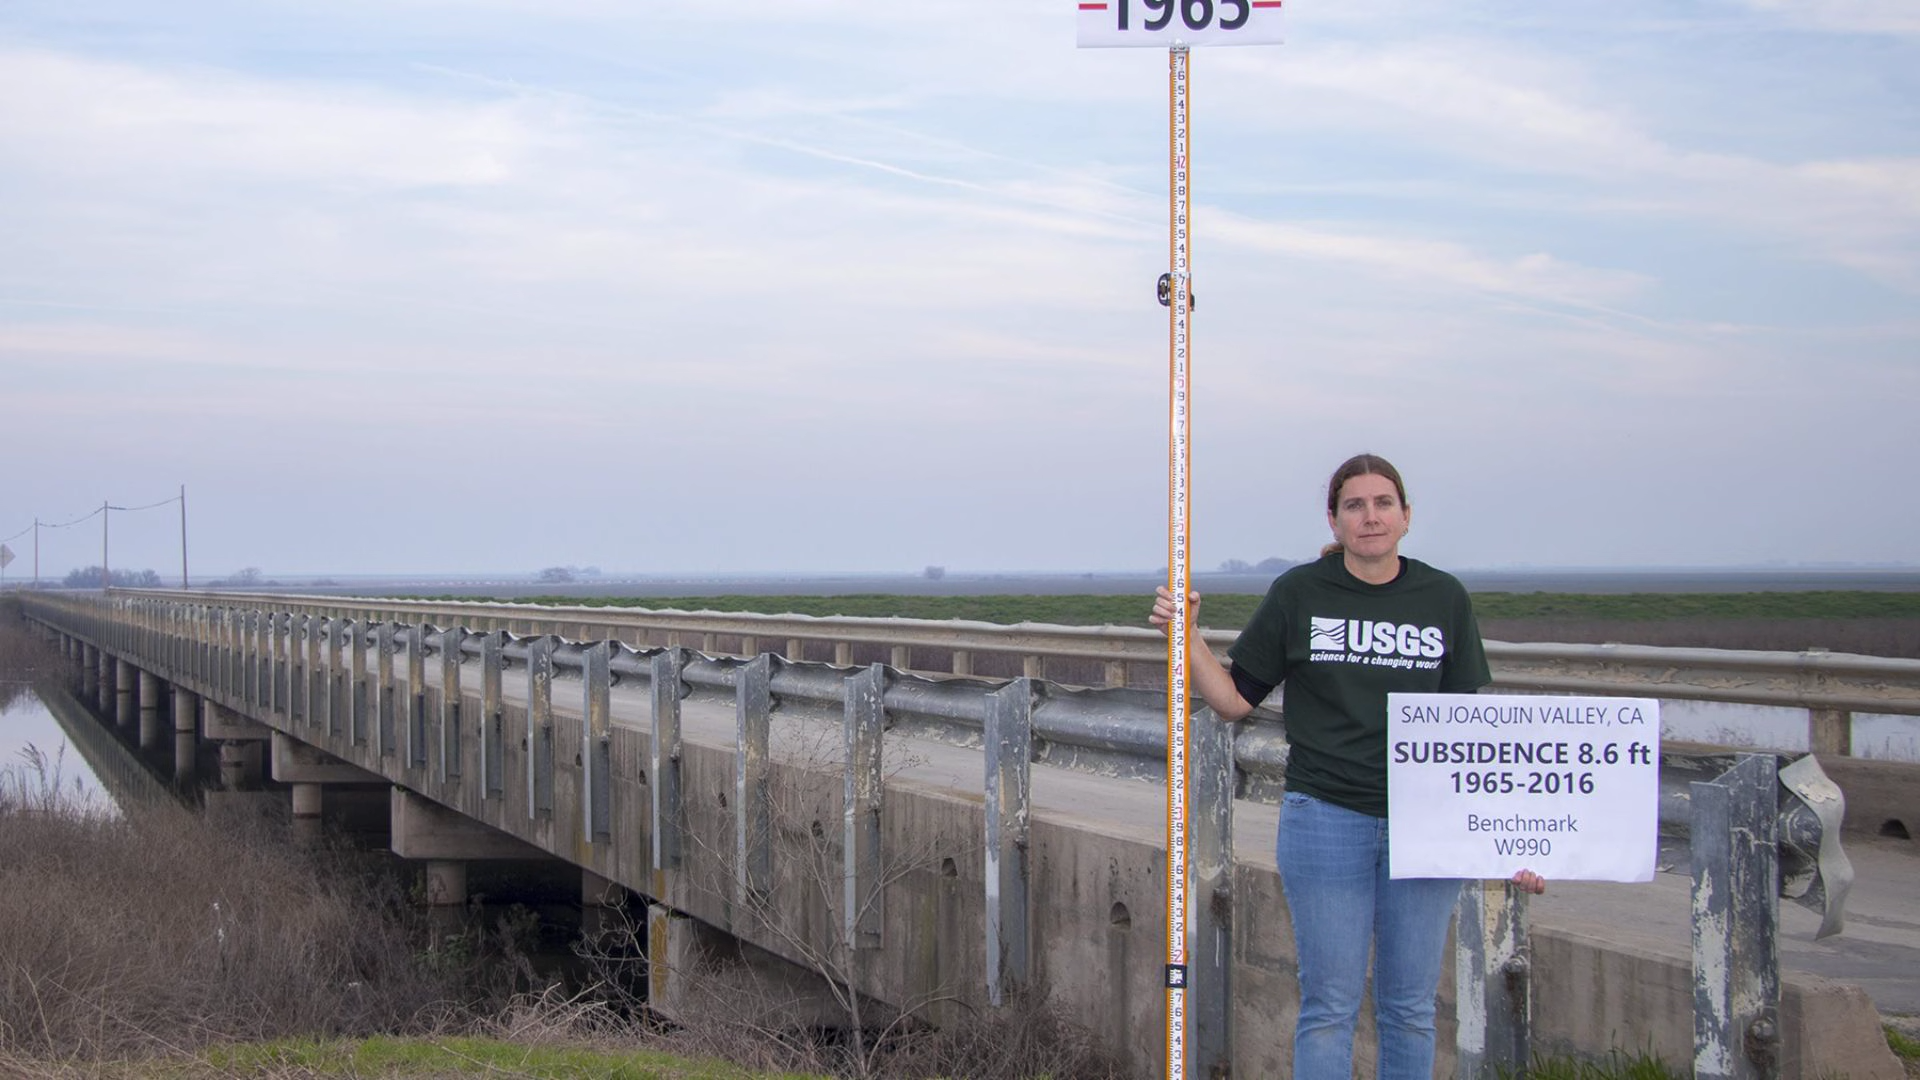 1965
USGS
science for a changing world
SAN JOAQUIN VALLEY, CA
SUBSIDENCE 8.6 ft
1965-2016
Benchmark
W990